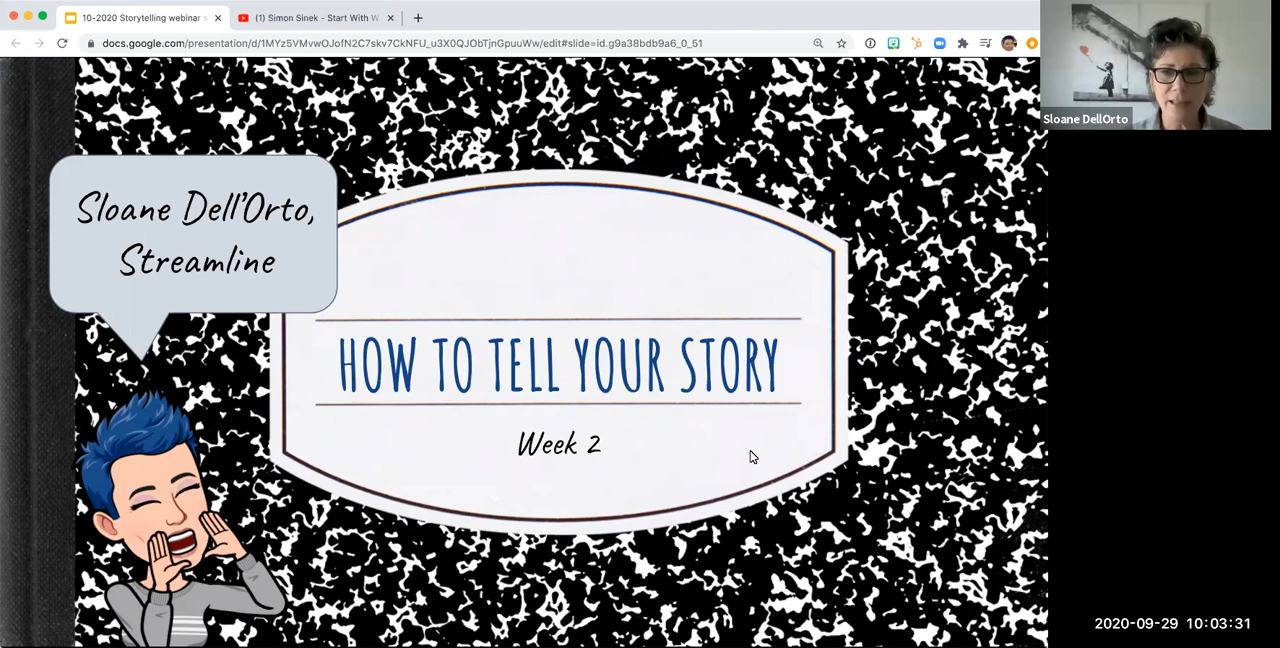 10-2020 Storytelling webinar s
(1) Simon Sinek - Start With W
docs.google.com/presentation/d/1MYz5VMvwOJofN2C7skv7CkNFU_u3X0QJObTjnGpuuWw/edit#slide=id.g9a38bdb9a6_0_51
Sloane DellOrto
Sloane Dell'Orto,
Streamline
HOW TO TELL YOUR STORY
Week 2
2020-09-29 10:03:31